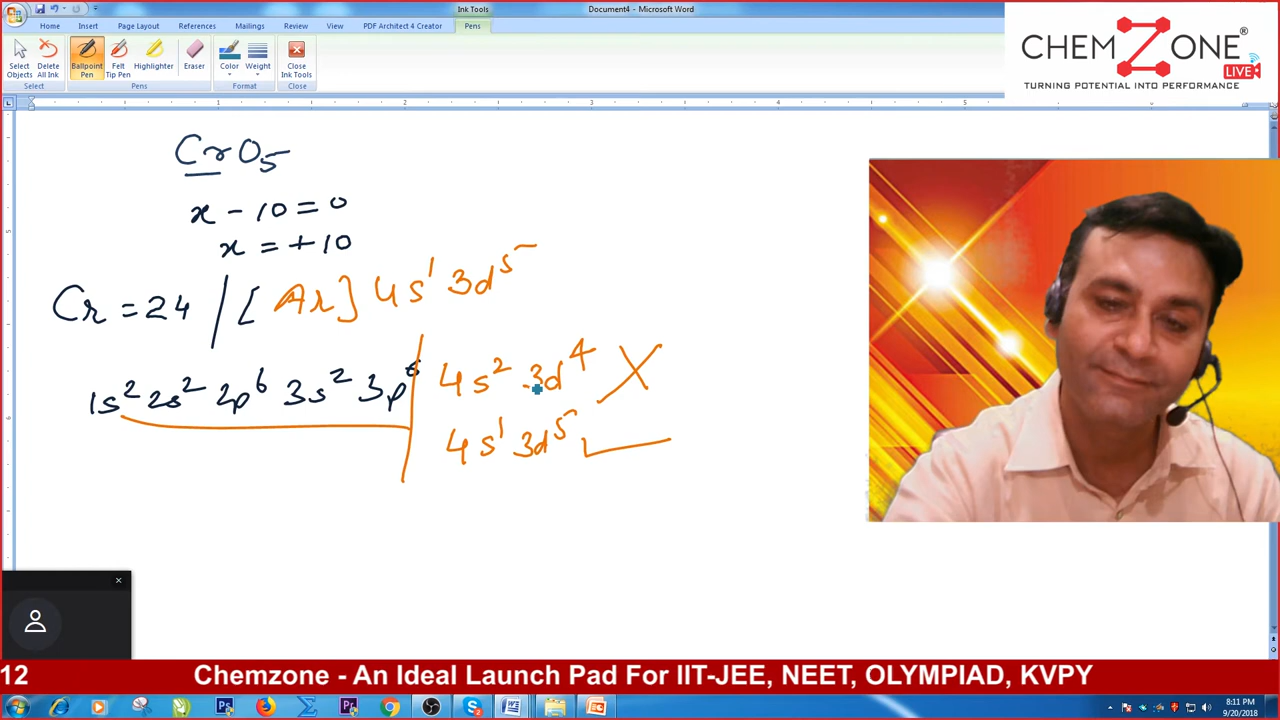 Ink Tools
Document4 - Microsoft Word
Home Insert Page Layout References Mailings Review View PDF Architect 4 Creator Pens
Select Objects
Delete All Ink
Ballpoint Pen
Felt Tip Pen
Highlighter
Eraser
Color
Weight
Close Ink Tools
Select Pens Format Close
CHEMZONE®
LIVE
TURNING POTENTIAL INTO PERFORMANCE
1 2 3 5
CrO₅
x - 10 = 0
x = +10
Cr = 24 / [Ar] 4s¹ 3d⁵
1s² 2s² 2p⁶ 3s² 3p⁶ | 4s² 3d⁴ X
4s¹ 3d⁵
12 Chemzone - An Ideal Launch Pad For IIT-JEE, NEET, OLYMPIAD, KVPY
8:11 PM
9/20/2018